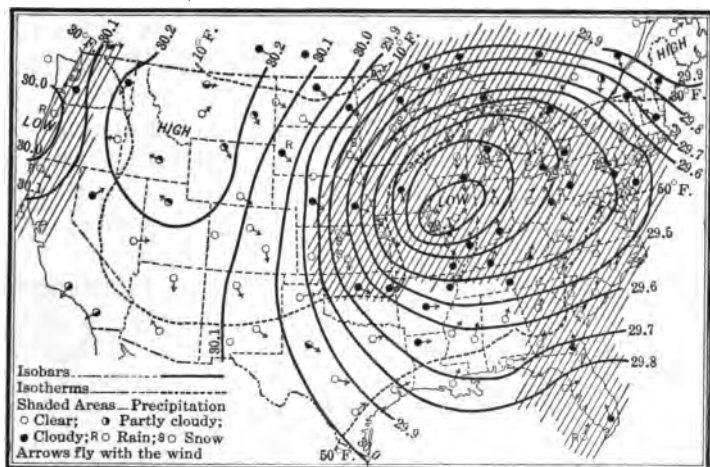 30.1
30.2
10°F.
30.2
30.1
30.0
29.9
10°F.
29.9
HIGH
29.9
30°F.
29.8
29.7
29.6
30.0
R
LOW
30.0
30.1
HIGH
R
S
LOW
50°F.
29.5
29.6
29.7
29.8
30.1
29.9
50°F.
R
Isobars
Isotherms
Shaded Areas Precipitation
Clear; Partly cloudy;
Cloudy; R Rain; S Snow
Arrows fly with the wind